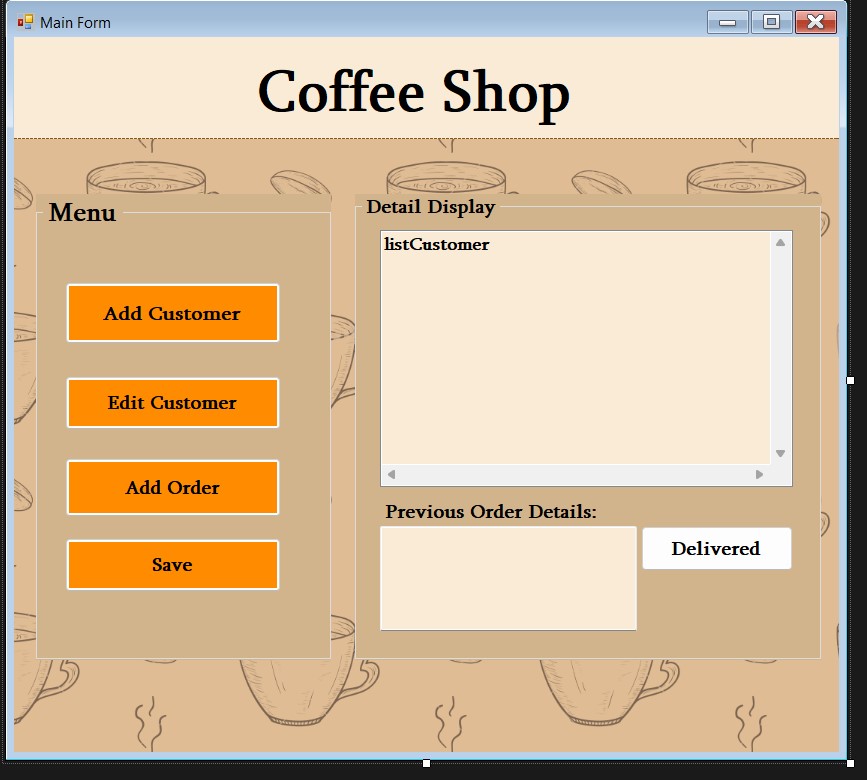 Main Form
Coffee Shop
Menu
Add Customer
Edit Customer
Add Order
Save
Detail Display
listCustomer
Previous Order Details:
Delivered